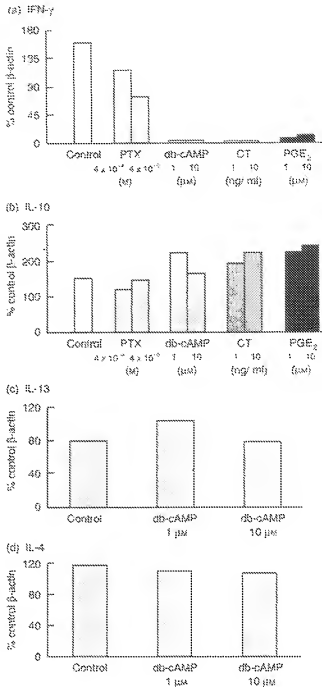 (a) IFN-γ
% control β-actin
180
135
90
45
0
Control PTX db-cAMP CT PGE₂
1 10 1 10 1 10
(M) (μM) (ng/ ml) (μM)
(b) IL-10
% control β-actin
300
200
100
0
Control PTX db-cAMP CT PGE₂
1 10 1 10 1 10
(M) (μM) (ng/ ml) (μM)
(c) IL-13
% control β-actin
120
80
40
0
Control db-cAMP db-cAMP
1 μM 10 μM
(d) IL-4
% control β-actin
120
80
40
0
Control db-cAMP db-cAMP
1 μM 10 μM